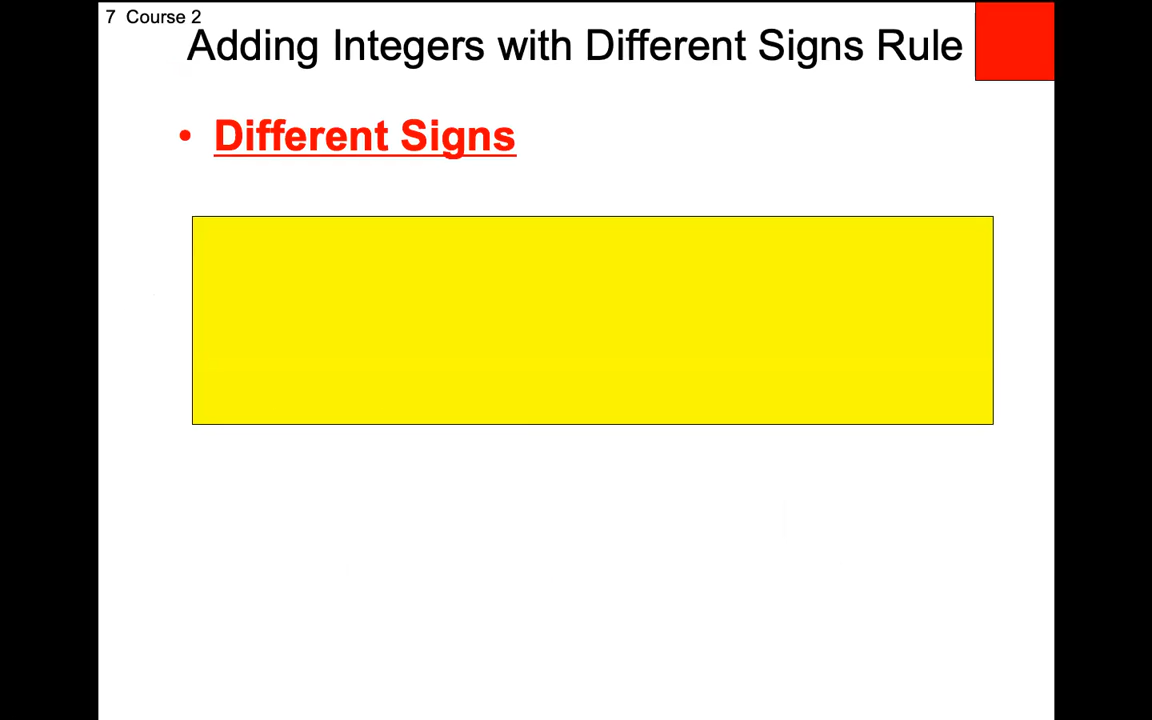 7 Course 2
Adding Integers with Different Signs Rule
• Different Signs